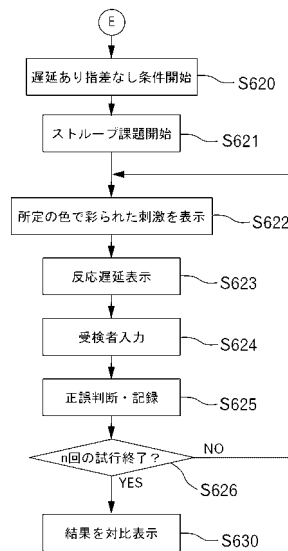 E
遅延あり指差なし条件開始
S620
ストループ課題開始
S621
所定の色で彩られた刺激を表示
S622
反応遅延表示
S623
受検者入力
S624
正誤判断・記録
S625
n回の試行終了？
NO
S626
YES
結果を対比表示
S630